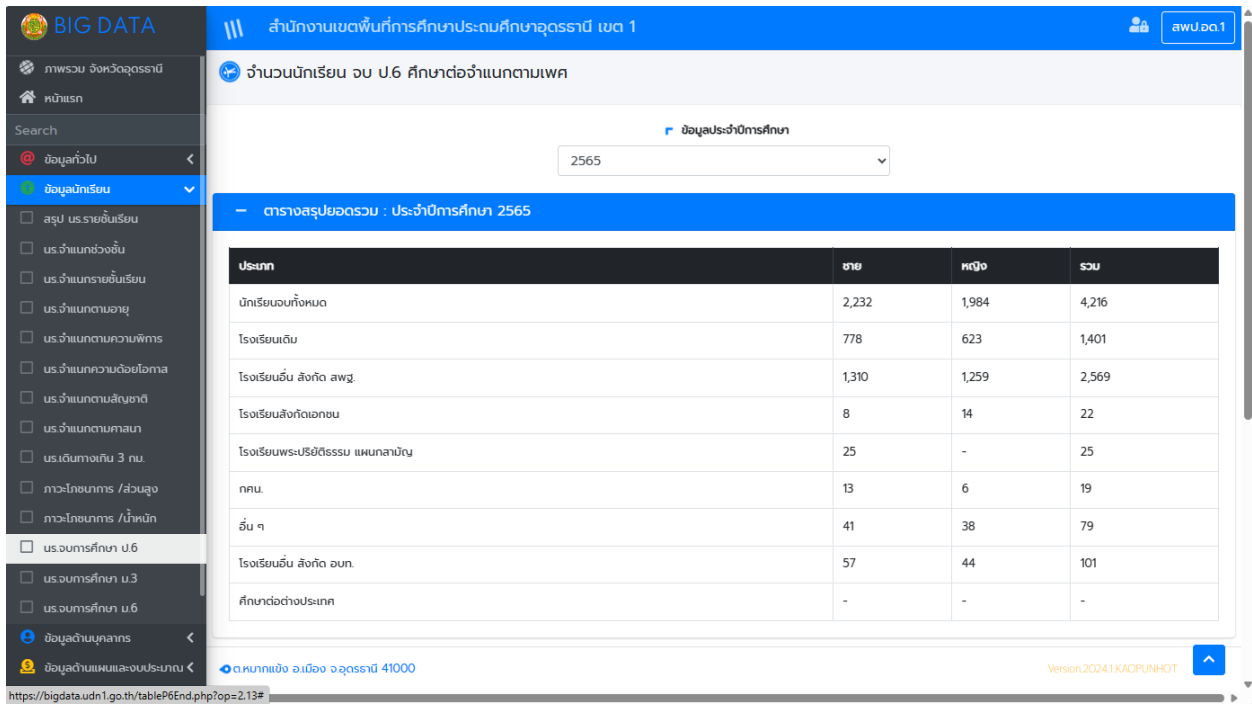 BIG DATA
สำนักงานเขตพื้นที่การศึกษาประถมศึกษาอุดรธานี เขต 1
สพป.อด.1
ภาพรวม จังหวัดอุดรธานี
หน้าแรก
Search
ข้อมูลทั่วไป
ข้อมูลนักเรียน
สรุป นร.รายชั้นเรียน
นร.จำแนกช่วงชั้น
นร.จำแนกรายชั้นเรียน
นร.จำแนกตามอายุ
นร.จำแนกตามความพิการ
นร.จำแนกความด้อยโอกาส
นร.จำแนกตามสัญชาติ
นร.จำแนกตามศาสนา
นร.เดินทางเกิน 3 กม.
ภาวะโภชนาการ /ส่วนสูง
ภาวะโภชนาการ /น้ำหนัก
นร.จบการศึกษา ป.6
นร.จบการศึกษา ม.3
นร.จบการศึกษา ม.6
ข้อมูลด้านบุคลากร
ข้อมูลด้านแผนและงบประมาณ
https://bigdata.udn1.go.th/tableP6End.php?op=2.13#
จำนวนนักเรียน จบ ป.6 ศึกษาต่อจำแนกตามเพศ
ข้อมูลประจำปีการศึกษา
2565
ตารางสรุปยอดรวม : ประจำปีการศึกษา 2565
ประเภท ชาย หญิง รวม
นักเรียนจบทั้งหมด 2,232 1,984 4,216
โรงเรียนเดิม 778 623 1,401
โรงเรียนอื่น สังกัด สพฐ. 1,310 1,259 2,569
โรงเรียนสังกัดเอกชน 8 14 22
โรงเรียนพระปริยัติธรรม แผนกสามัญ 25 - 25
กศน. 13 6 19
อื่น ๆ 41 38 79
โรงเรียนอื่น สังกัด อบท. 57 44 101
ศึกษาต่อต่างประเทศ - - -
ต.หมากแข้ง อ.เมือง จ.อุดรธานี 41000
Version.2024.1.KAOPUNHOT